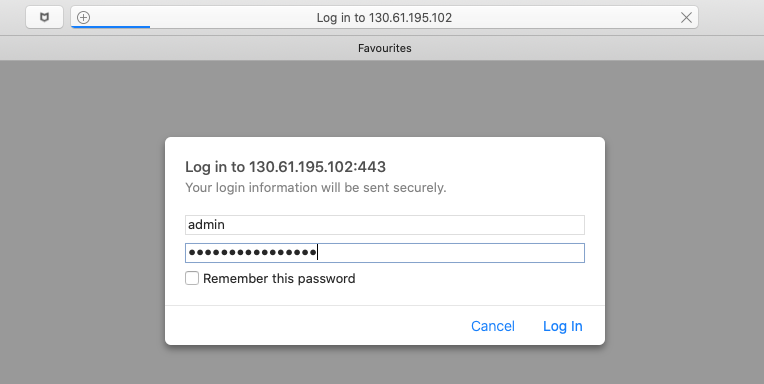 Log in to 130.61.195.102
Favourites
Log in to 130.61.195.102:443
Your login information will be sent securely.
admin
●●●●●●●●●●●●●●●●
Remember this password
Cancel Log In